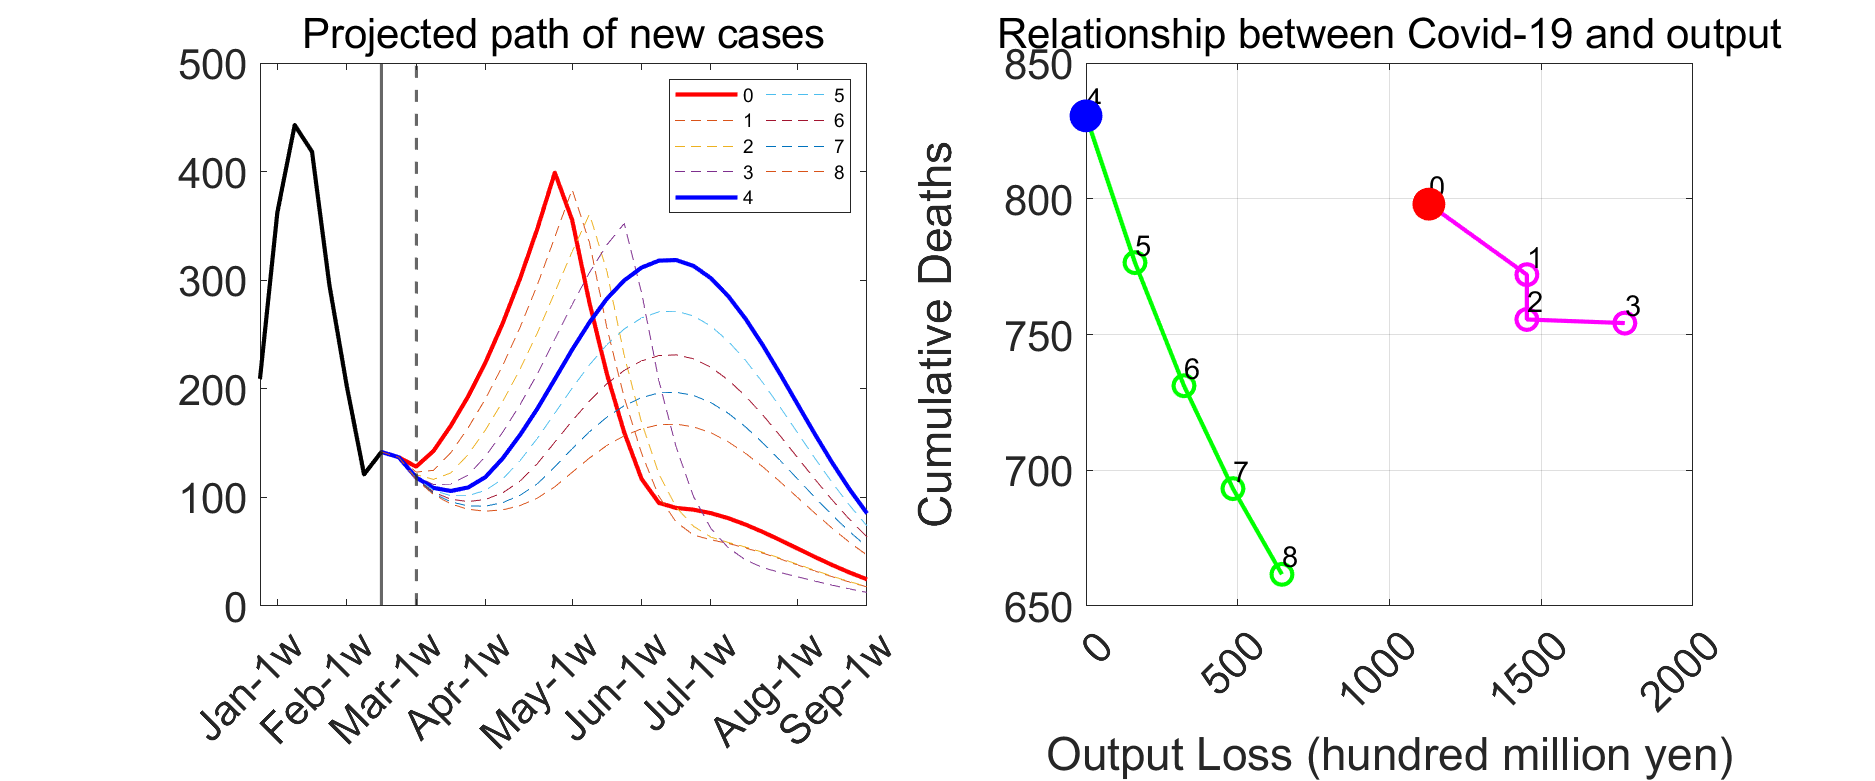 Projected path of new cases
500
400
300
200
100
0
0
1
2
3
4
5
6
7
8
Jan-1w
Feb-1w
Mar-1w
Apr-1w
May-1w
Jun-1w
Jul-1w
Aug-1w
Sep-1w
Relationship between Covid-19 and output
Cumulative Deaths
850
800
750
700
650
4
5
6
7
8
0
1
2
3
0
500
1000
1500
2000
Output Loss (hundred million yen)